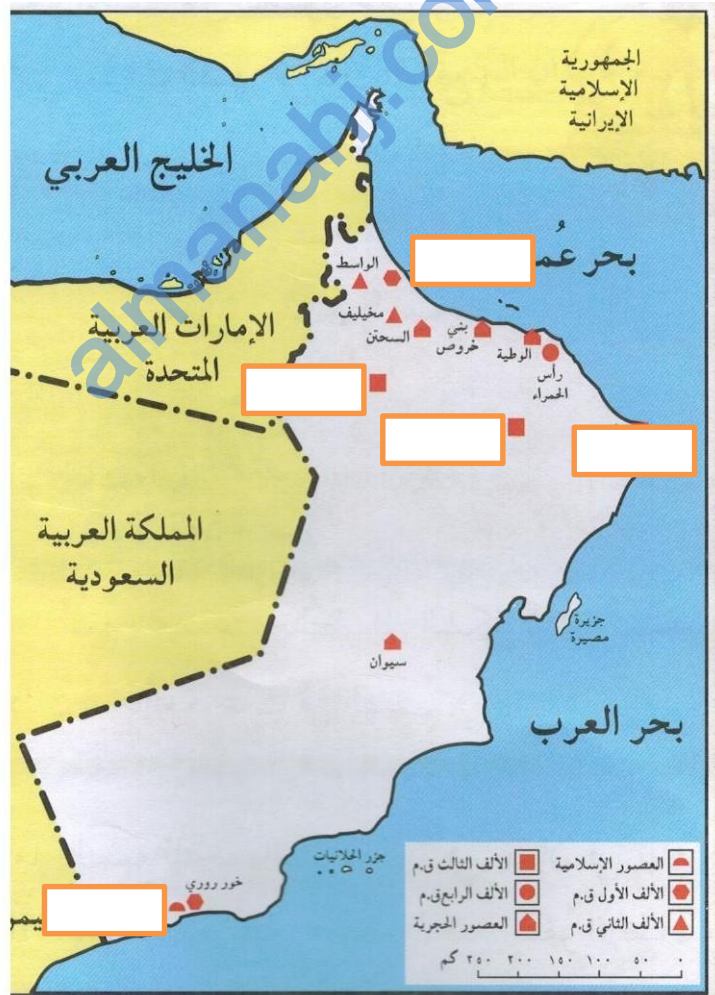 الجمهورية
الإسلامية
الإيرانية
الخليج العربي
بحر عُم
الواسط
مخيليف
السحتن
بني
خروص
الوطية
رأس
الحمراء
الإمارات العربية
المتحدة
المملكة العربية
السعودية
جزيرة
مصيرة
سيوان
بحر العرب
جزر الحلانيات
خور روري
يمن
العصور الإسلامية
الألف الثالث ق.م
الألف الأول ق.م
الألف الرابع ق.م
الألف الثاني ق.م
العصور الحجرية
٠ ٥٠ ١٠٠ ١٥٠ ٢٠٠ ٢٥٠ كم
almanahj.co